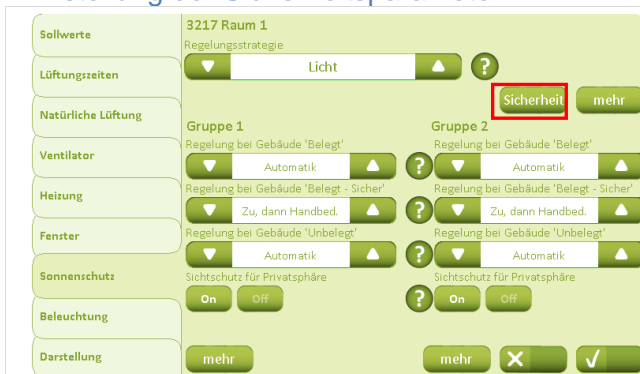 Sollwerte
Lüftungszeiten
Natürliche Lüftung
Ventilator
Heizung
Fenster
Sonnenschutz
Beleuchtung
Darstellung
3217 Raum 1
Regelungsstrategie
Licht ?
Sicherheit mehr
Gruppe 1 Gruppe 2
Regelung bei Gebäude 'Belegt' Regelung bei Gebäude 'Belegt'
Automatik ? Automatik
Regelung bei Gebäude 'Belegt - Sicher' Regelung bei Gebäude 'Belegt - Sicher'
Zu, dann Handbed. ? Zu, dann Handbed.
Regelung bei Gebäude 'Unbelegt' Regelung bei Gebäude 'Unbelegt'
Automatik ? Automatik
Sichtschutz für Privatsphäre Sichtschutz für Privatsphäre
On Off ? On Off
mehr mehr